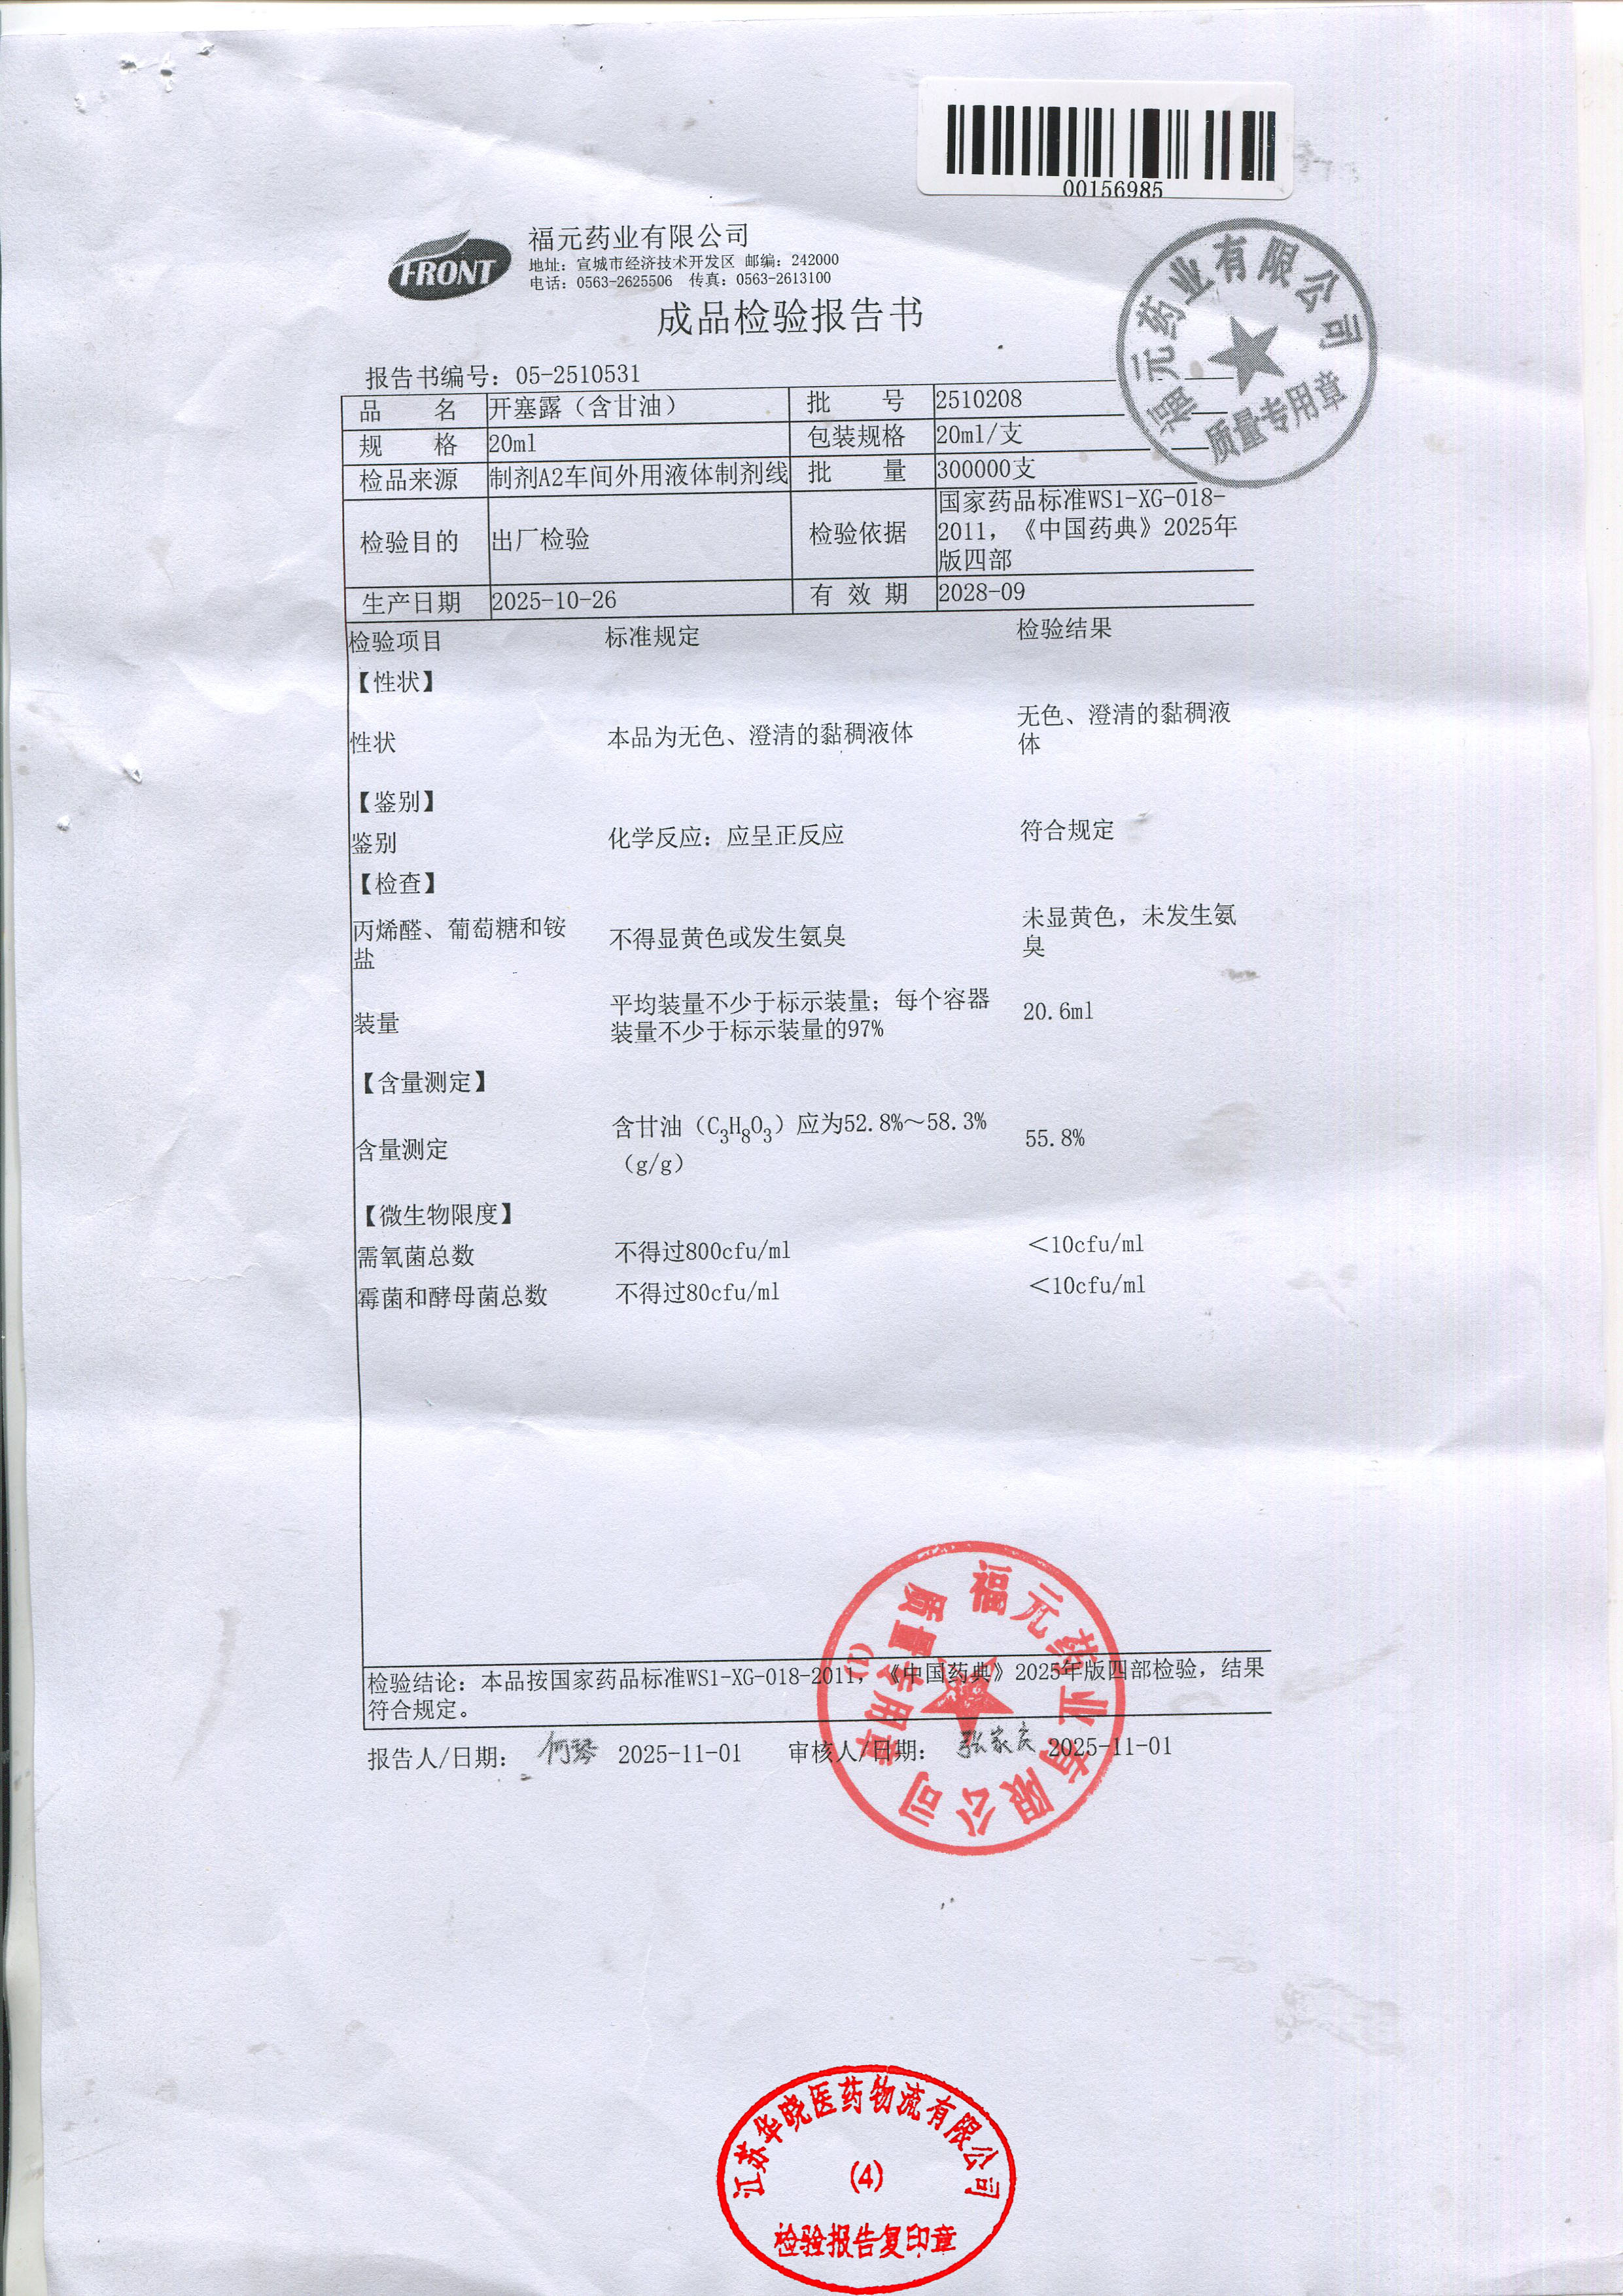 00156985
FRONT
福元药业有限公司
地址：宣城市经济技术开发区 邮编：242000
电话：0563-2625506 传真：0563-2613100
成品检验报告书
福元药业有限公司
质量专用章
报告书编号：05-2510531
品 名 开塞露（含甘油） 批 号 2510208
规 格 20ml 包装规格 20ml/支
检品来源 制剂A2车间外用液体制剂线 批 量 300000支
检验目的 出厂检验 检验依据 国家药品标准WS1-XG-018-
2011，《中国药典》2025年
版四部
生产日期 2025-10-26 有 效 期 2028-09
检验项目 标准规定 检验结果
【性状】
性状 本品为无色、澄清的黏稠液体 无色、澄清的黏稠液
体
【鉴别】
鉴别 化学反应：应呈正反应 符合规定
【检查】
丙烯醛、葡萄糖和铵 不得显黄色或发生氨臭 未显黄色，未发生氨
盐 臭
装量 平均装量不少于标示装量；每个容器 20.6ml
装量不少于标示装量的97%
【含量测定】
含量测定 含甘油（C3H8O3）应为52.8%～58.3% 55.8%
（g/g）
【微生物限度】
需氧菌总数 不得过800cfu/ml ＜10cfu/ml
霉菌和酵母菌总数 不得过80cfu/ml ＜10cfu/ml
检验结论：本品按国家药品标准WS1-XG-018-2011，《中国药典》2025年版四部检验，结果
符合规定。
报告人/日期： 何琴 2025-11-01 审核人/日期： 张家庆 2025-11-01
福元药业有限公司
质量专用章
(1)
江苏华晓医药物流有限公司
(4)
检验报告复印章